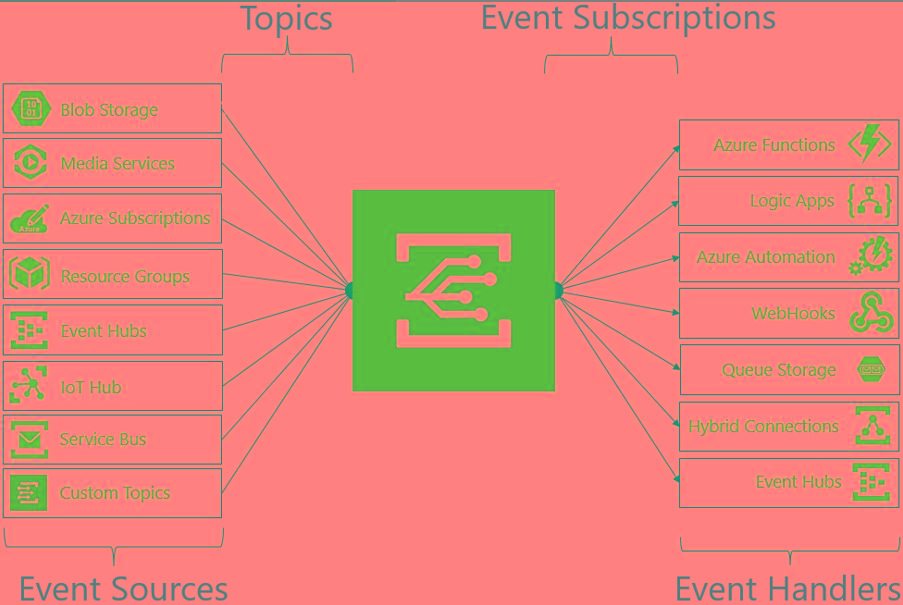 Topics
Event Subscriptions
Blob Storage
Media Services
Azure Subscriptions
Azure
Resource Groups
Event Hubs
IoT Hub
Service Bus
Custom Topics
Azure Functions
Logic Apps
Azure Automation
WebHooks
Queue Storage
Hybrid Connections
Event Hubs
Event Sources
Event Handlers